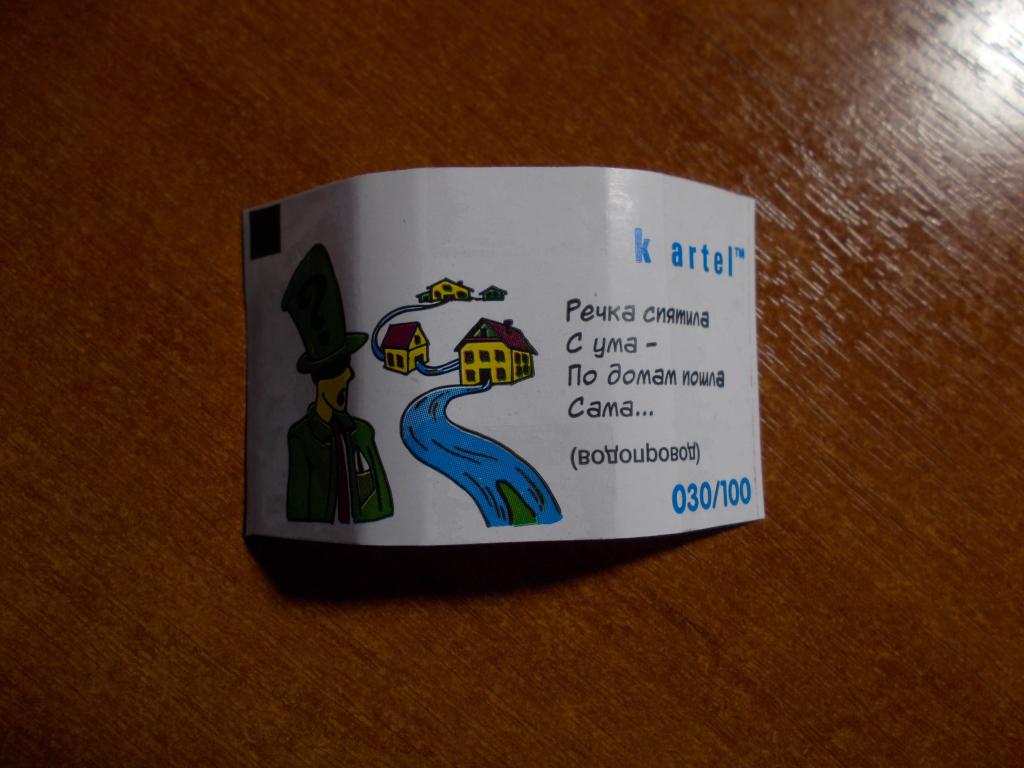 k artel™
Речка спятила
С ума -
По домам пошла
Сама...
(водопровод)
030/100
?